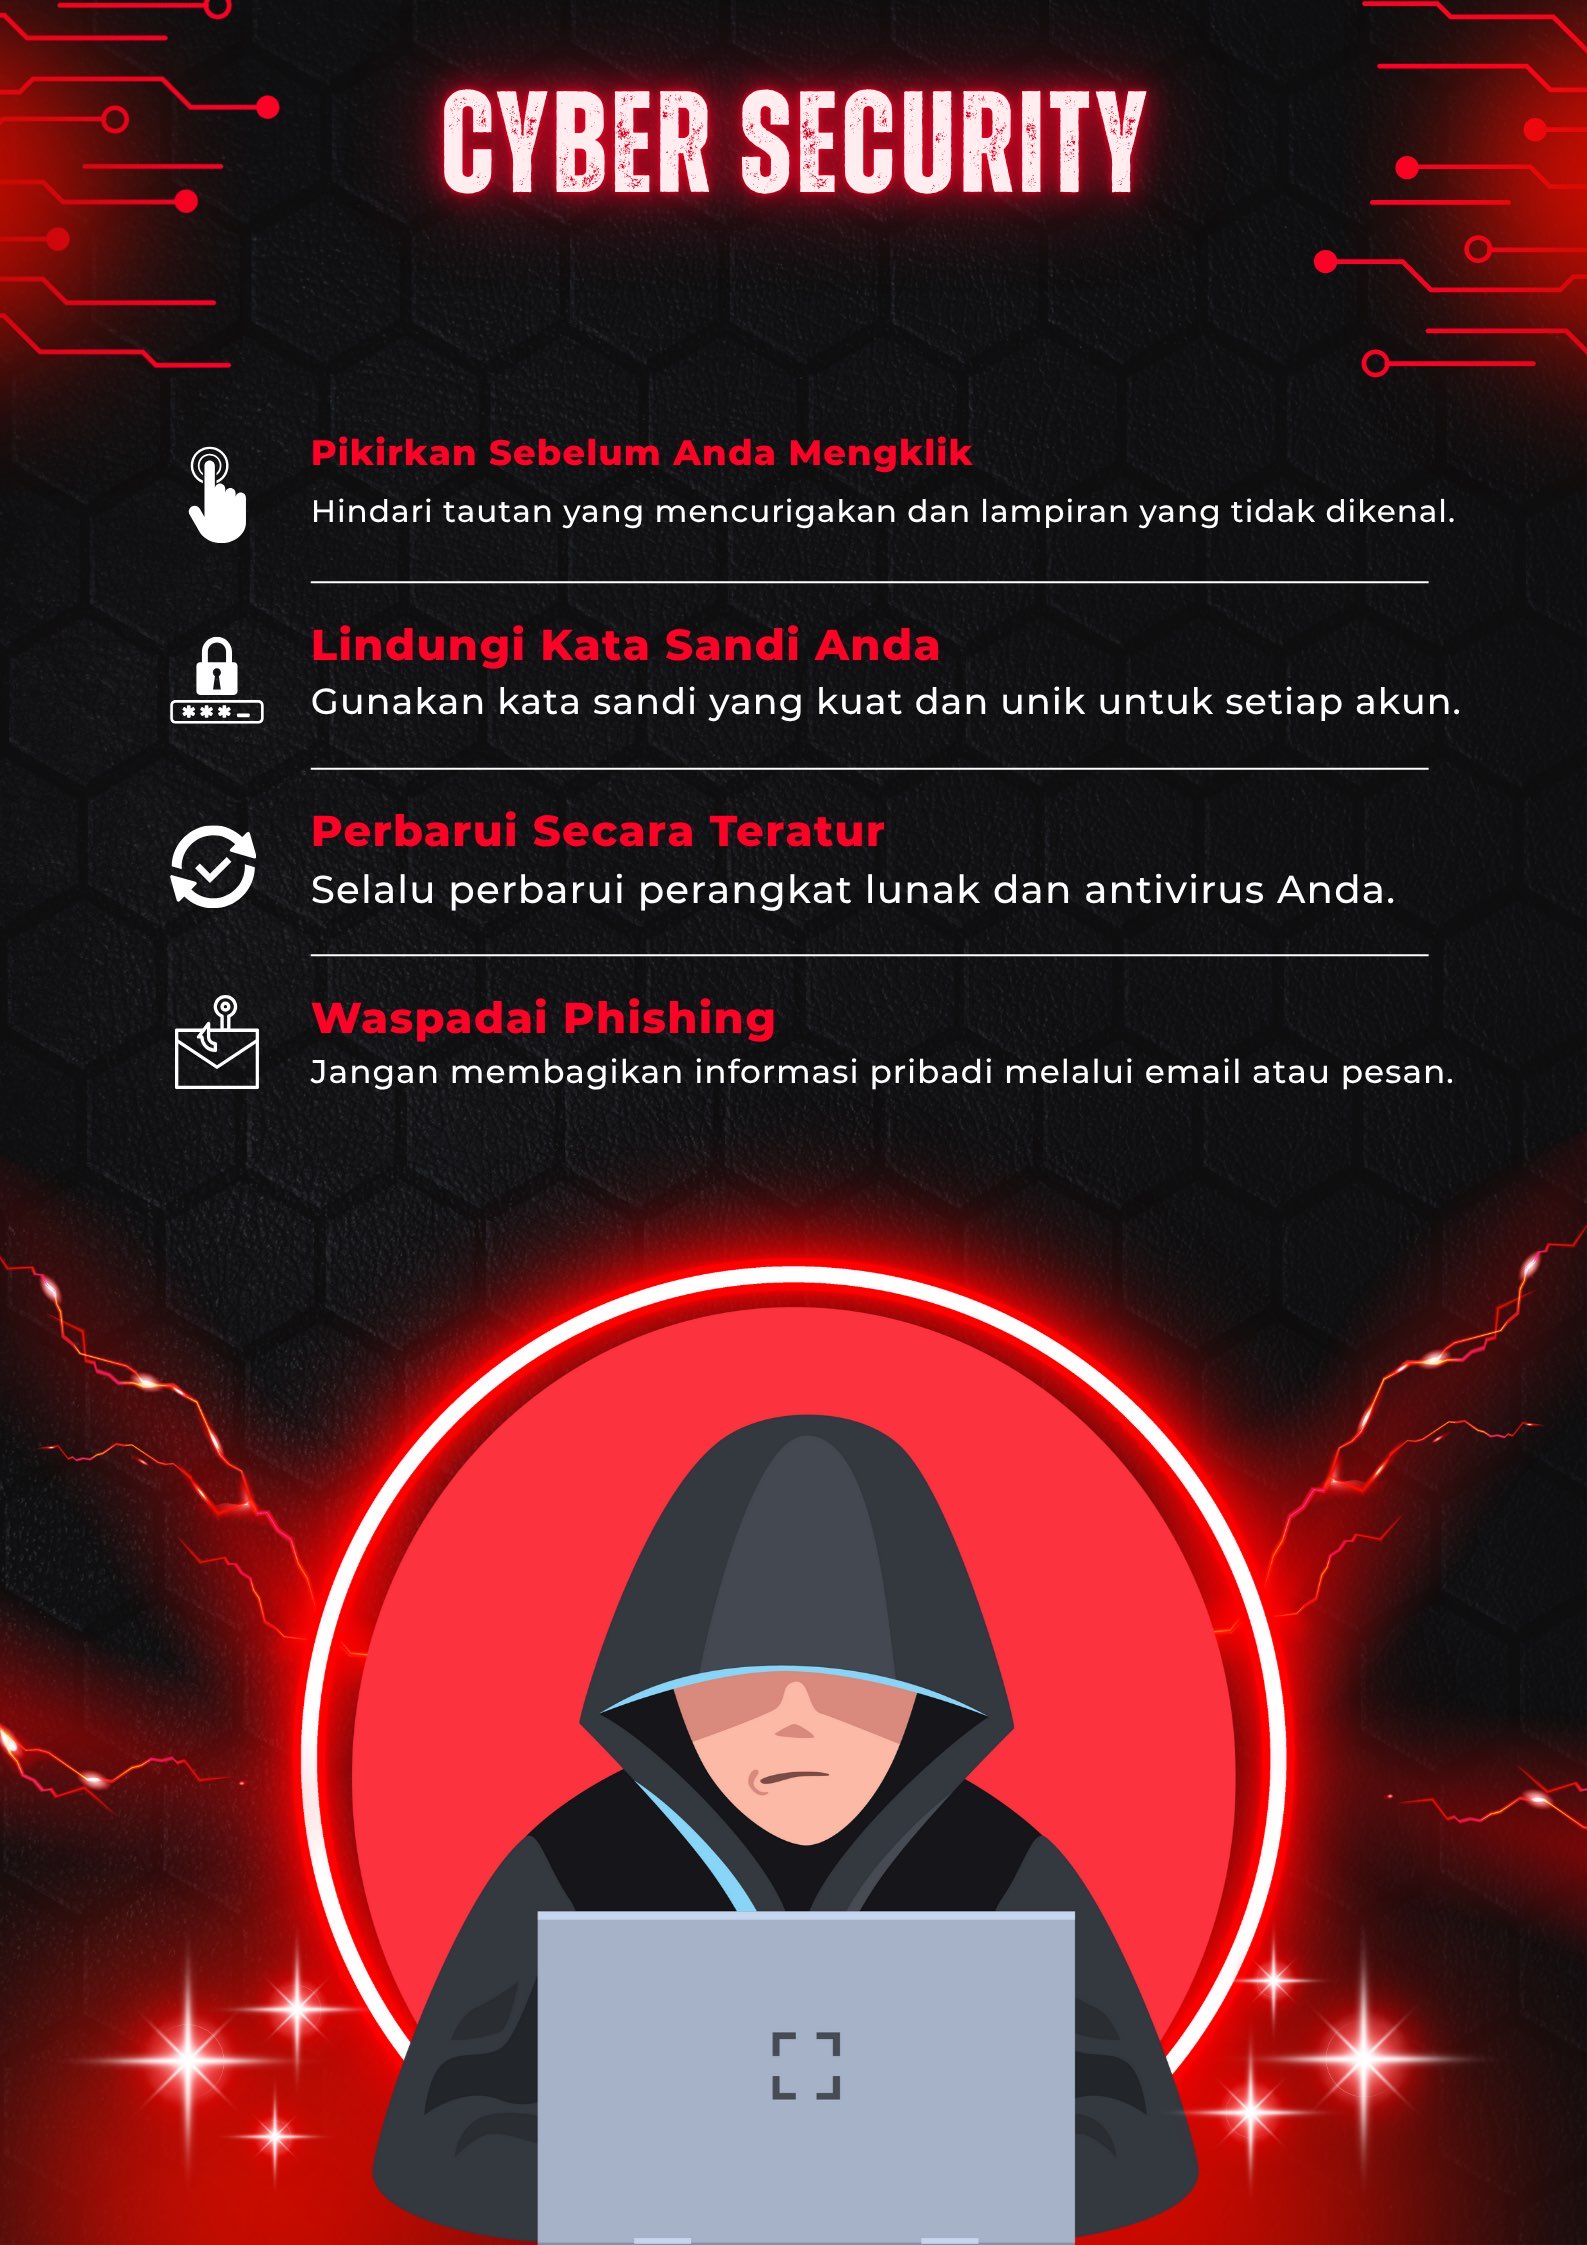 CYBER SECURITY
Pikirkan Sebelum Anda Mengklik
Hindari tautan yang mencurigakan dan lampiran yang tidak dikenal.
Lindungi Kata Sandi Anda
Gunakan kata sandi yang kuat dan unik untuk setiap akun.
Perbarui Secara Teratur
Selalu perbarui perangkat lunak dan antivirus Anda.
Waspadai Phishing
Jangan membagikan informasi pribadi melalui email atau pesan.